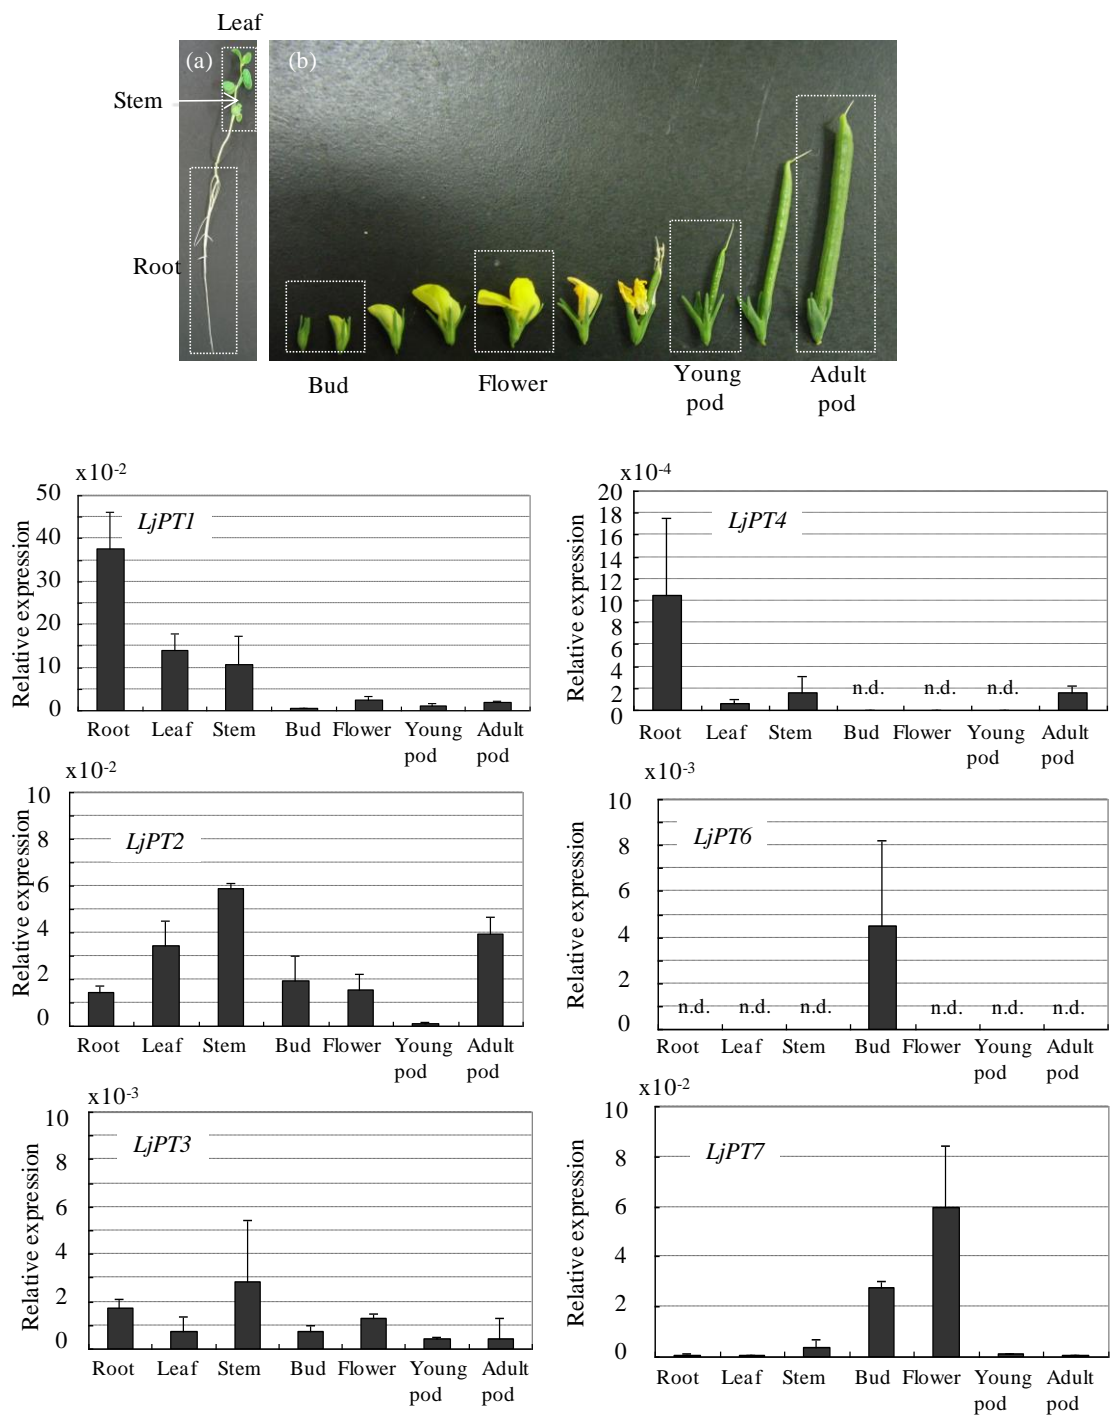 Leaf
(a)
(b)
Stem
Root
Bud
Flower
Young
pod
Adult
pod
x10-2
50
40
30
20
10
0
Relative expression
LjPT1
Root Leaf Stem Bud Flower Young Adult
pod pod
x10-4
20
18
16
14
12
10
8
6
4
2
0
Relative expression
LjPT4
n.d. n.d. n.d.
Root Leaf Stem Bud Flower Young Adult
pod pod
x10-2
10
8
6
4
2
0
Relative expression
LjPT2
Root Leaf Stem Bud Flower Young Adult
pod pod
x10-3
10
8
6
4
2
0
Relative expression
LjPT6
n.d. n.d. n.d. n.d. n.d. n.d.
Root Leaf Stem Bud Flower Young Adult
pod pod
x10-3
10
8
6
4
2
0
Relative expression
LjPT3
Root Leaf Stem Bud Flower Young Adult
pod pod
x10-2
10
8
6
4
2
0
Relative expression
LjPT7
Root Leaf Stem Bud Flower Young Adult
pod pod